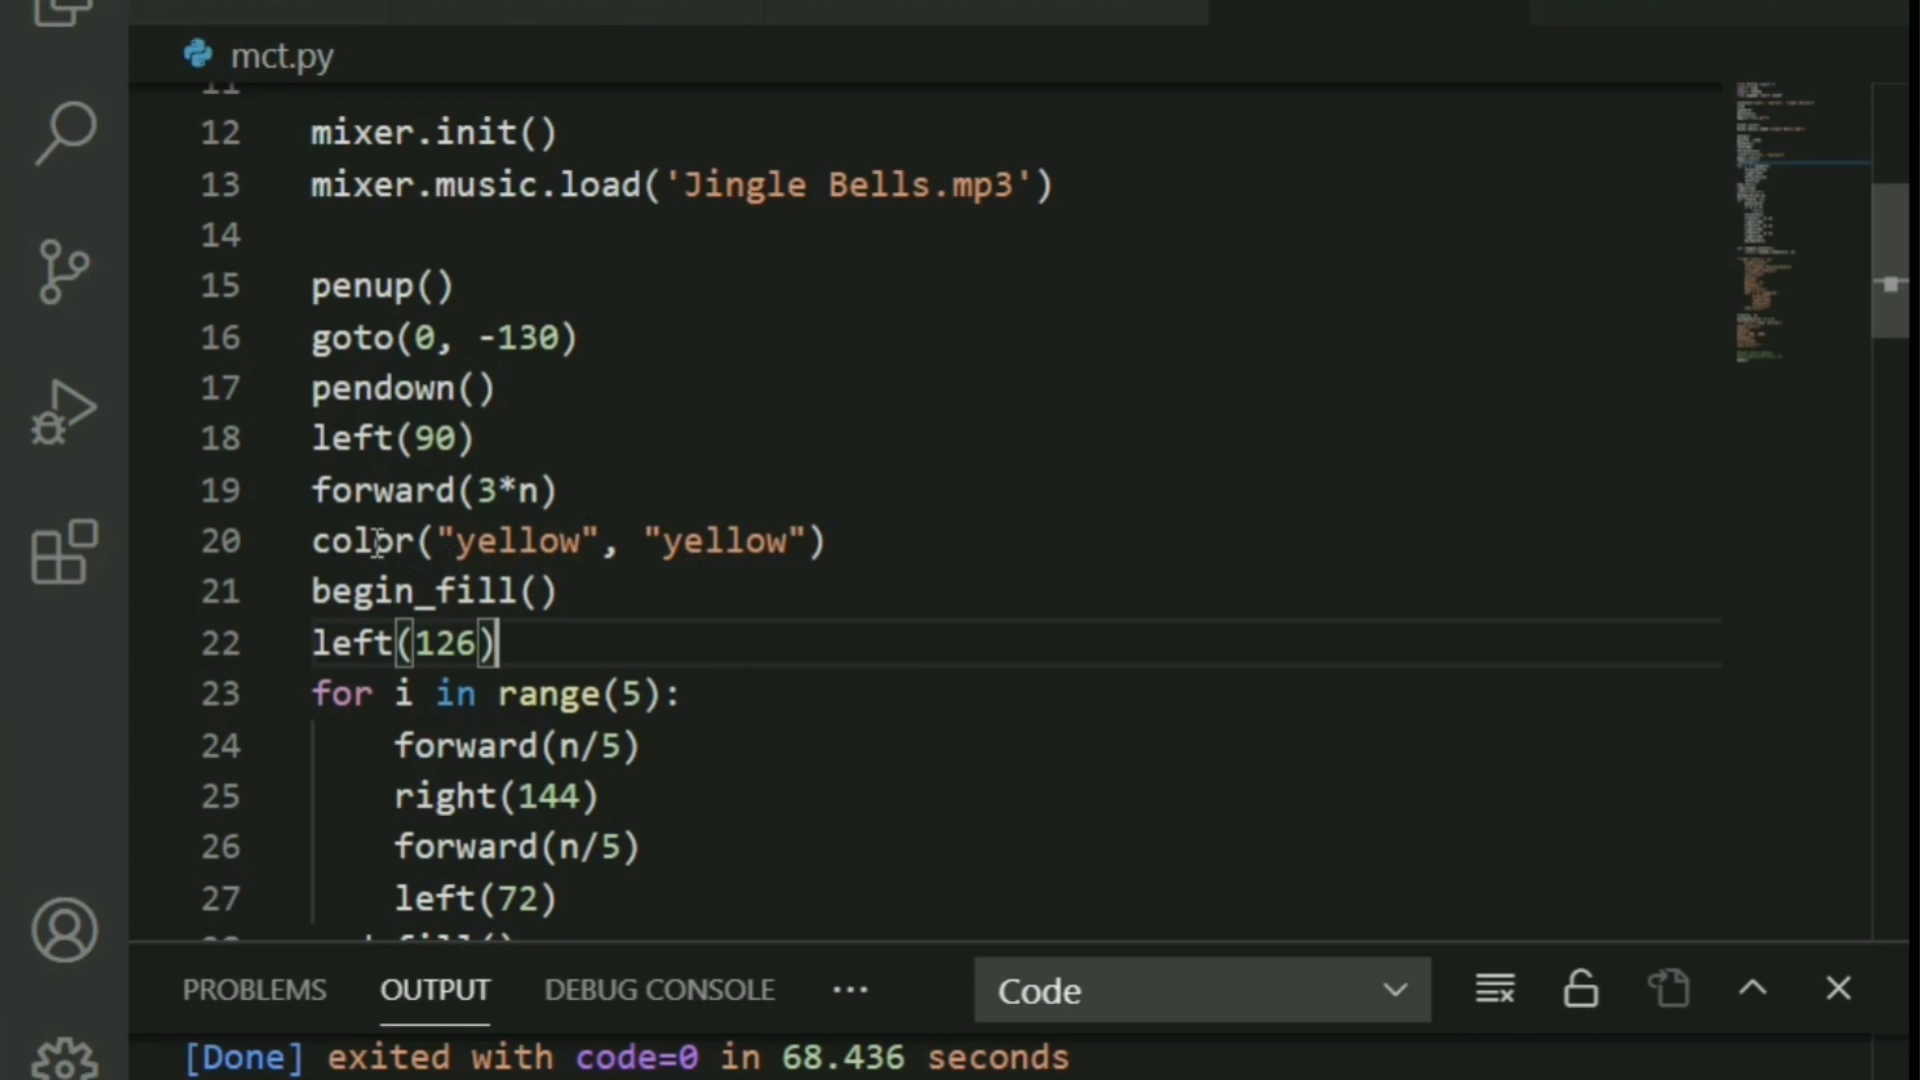 mct.py
11
12 mixer.init()
13 mixer.music.load('Jingle Bells.mp3')
14
15 penup()
16 goto(0, -130)
17 pendown()
18 left(90)
19 forward(3*n)
20 color("yellow", "yellow")
21 begin_fill()
22 left(126)
23 for i in range(5):
24 forward(n/5)
25 right(144)
26 forward(n/5)
27 left(72)
PROBLEMS OUTPUT DEBUG CONSOLE ··· Code
[Done] exited with code=0 in 68.436 seconds